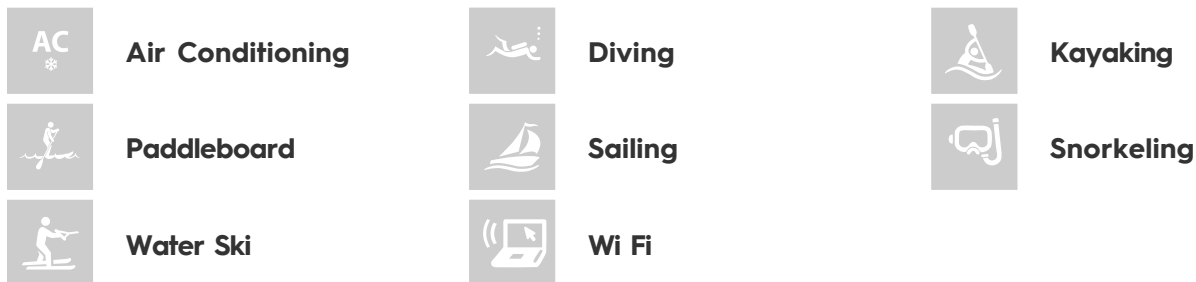 AC
Air Conditioning
Diving
Kayaking
Paddleboard
Sailing
Snorkeling
Water Ski
Wi Fi